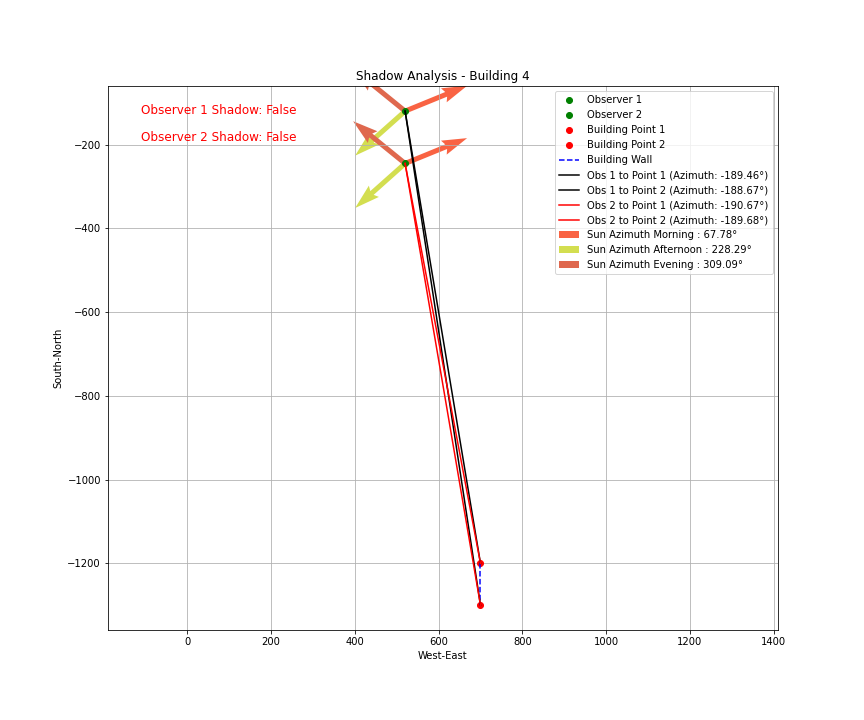 Shadow Analysis - Building 4
Observer 1 Shadow: False
Observer 2 Shadow: False
Observer 1
Observer 2
Building Point 1
Building Point 2
Building Wall
Obs 1 to Point 1 (Azimuth: -189.46°)
Obs 1 to Point 2 (Azimuth: -188.67°)
Obs 2 to Point 1 (Azimuth: -190.67°)
Obs 2 to Point 2 (Azimuth: -189.68°)
Sun Azimuth Morning : 67.78°
Sun Azimuth Afternoon : 228.29°
Sun Azimuth Evening : 309.09°
South-North
−200
−400
−600
−800
−1000
−1200
0 200 400 600 800 1000 1200 1400
West-East